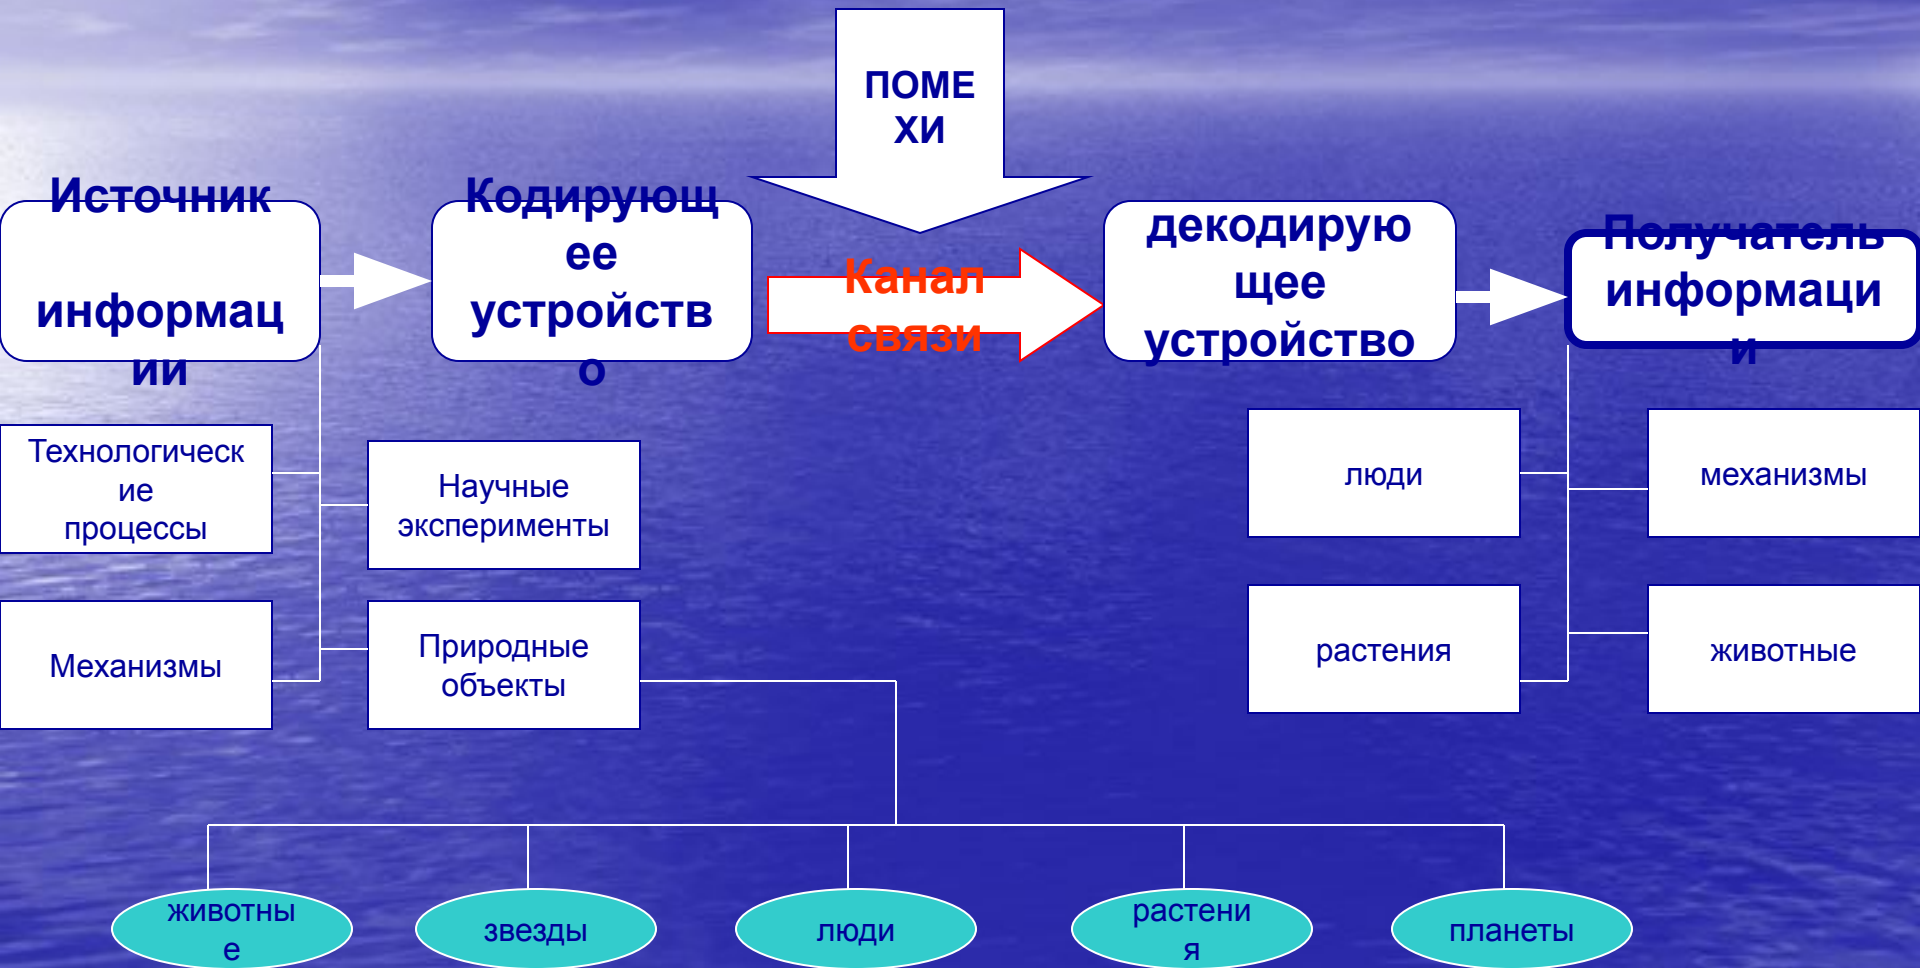 ПОМЕ
ХИ
Источник
информац
ии
Кодирующ
ее
устройств
о
Канал
связи
декодирую
щее
устройство
Получатель
информаци
и
Технологическ
ие
процессы
Научные
эксперименты
Механизмы
Природные
объекты
люди
механизмы
растения
животные
животны
е
звезды
люди
растени
я
планеты